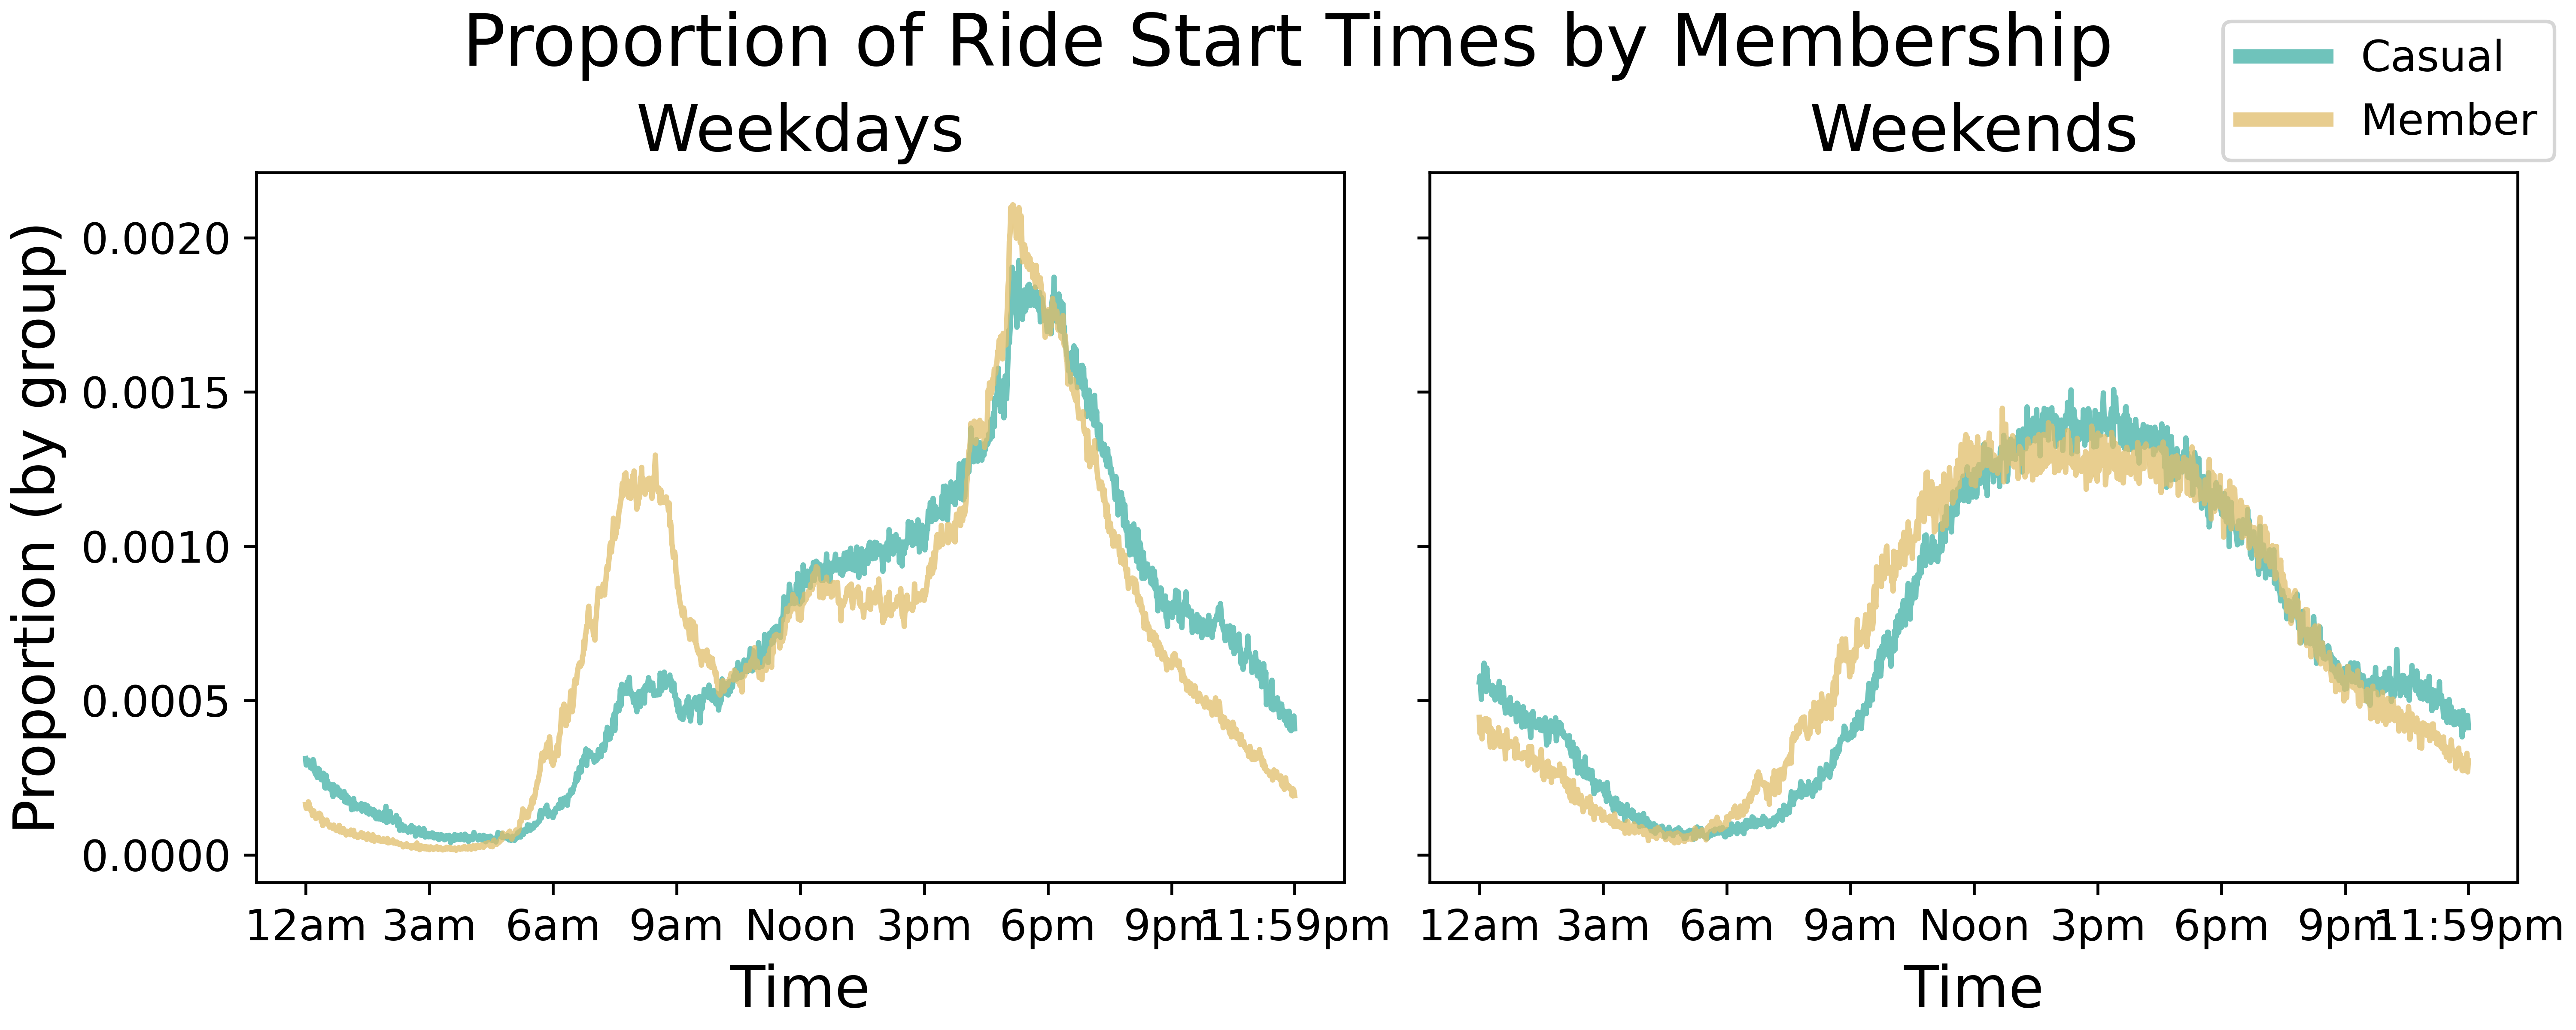 Proportion of Ride Start Times by Membership
Casual
Member
Weekdays
Weekends
Proportion (by group)
0.0020
0.0015
0.0010
0.0005
0.0000
12am 3am 6am 9am Noon 3pm 6pm 9pm 11:59pm
12am 3am 6am 9am Noon 3pm 6pm 9pm 11:59pm
Time
Time